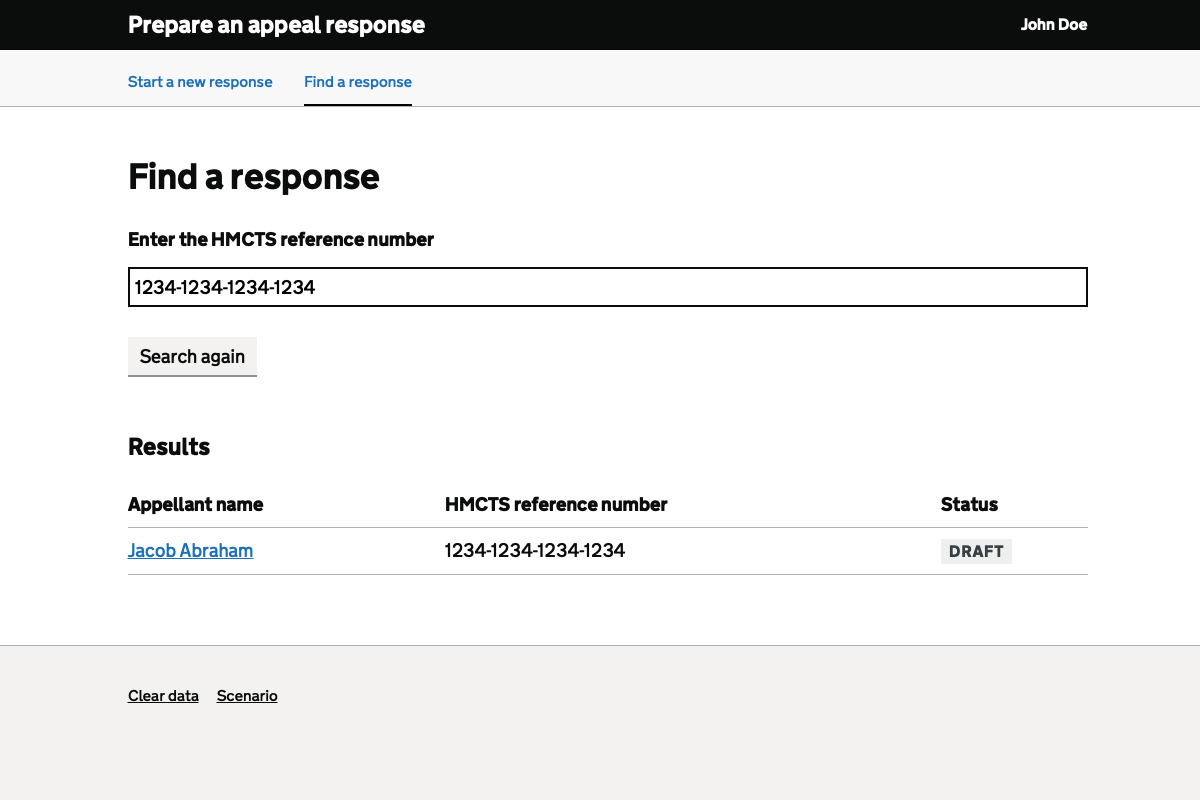 Prepare an appeal response
John Doe
Start a new response
Find a response
Find a response
Enter the HMCTS reference number
1234-1234-1234-1234
Search again
Results
Appellant name HMCTS reference number Status
Jacob Abraham 1234-1234-1234-1234 DRAFT
Clear data Scenario